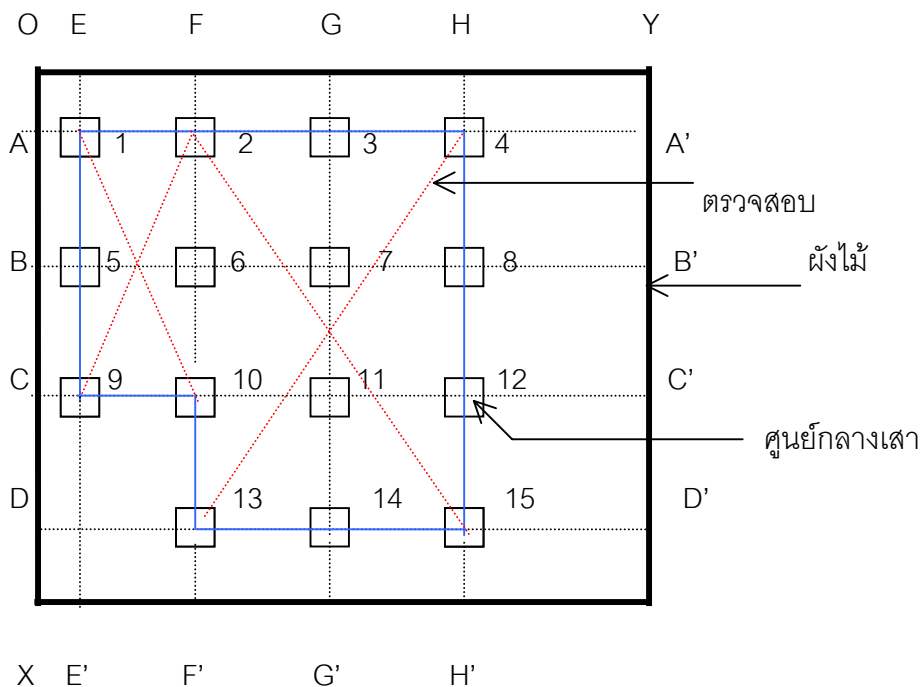 O E F G H Y
A 1 2 3 4 A’
ตรวจสอบ
B 5 6 7 8 B’ ผังไม้
C 9 10 11 12 C’
ศูนย์กลางเสา
D 13 14 15 D’
X E’ F’ G’ H’